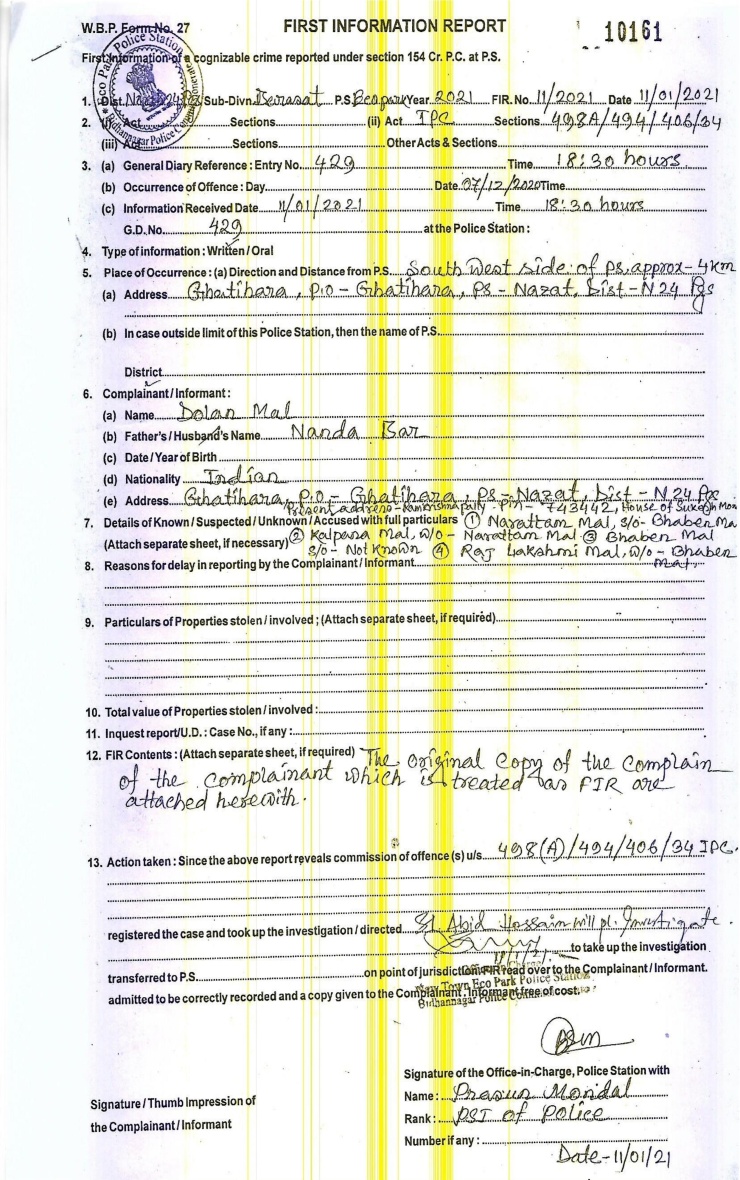 W.B.P. Form No. 27
FIRST INFORMATION REPORT
10161
First Information of a cognizable crime reported under section 154 Cr. P.C. at P.S.
1. Dist. Sub-Divn. Barasat P.S. Ecopark Year 2021 FIR. No. 11/2021 Date 11/01/2021
2. (i) Act Sections (ii) Act IPC Sections 498A/494/406/34
(iii) Act Sections Other Acts & Sections
3. (a) General Diary Reference : Entry No. 429 Time 18:30 hours
(b) Occurrence of Offence : Day Date 07/12/2020 Time
(c) Information Received Date 11/01/2021 Time 18:30 hours
G.D. No. 429 at the Police Station :
4. Type of information : Written / Oral
5. Place of Occurrence : (a) Direction and Distance from P.S. South West side of PS. approx - 4 km
(a) Address Ghatihara, P.O - Ghatihara, PS - Nazat, Dist - N 24 Pgs
(b) In case outside limit of this Police Station, then the name of P.S.
District
6. Complainant / Informant :
(a) Name Dolan Mal
(b) Father's / Husband's Name Nanda Bar
(c) Date / Year of Birth
(d) Nationality Indian
(e) Address Ghatihara, P.O - Ghatihara, PS - Nazat, Dist - N 24 Pgs
Present address - Ramkrishna Pally - Pin - 743442, House of
7. Details of Known / Suspected / Unknown / Accused with full particulars ① Narattam Mal, S/o - Bhaben Ma
(Attach separate sheet, if necessary) ② Kalpana Mal, W/o - Narattam Mal ③ Bhaben Mal
S/o - Not Known ④ Raj Lakshmi Mal, W/o - Bhaben
Mal.
8. Reasons for delay in reporting by the Complainant / Informant
9. Particulars of Properties stolen / involved ; (Attach separate sheet, if required)
10. Total value of Properties stolen / involved :
11. Inquest report/U.D. : Case No., if any :
12. FIR Contents : (Attach separate sheet, if required) The original Copy of the Complain
of the complainant which is treated as FIR are
attached herewith.
13. Action taken : Since the above report reveals commission of offence (s) u/s. 498(A)/494/406/34 IPC.
registered the case and took up the investigation / directed SI Abid Hossain will pl. Investigate.
to take up the investigation
11/1/21.
transferred to P.S. on point of jurisdiction. FIR read over to the Complainant / Informant.
New Town Eco Park Police Station
admitted to be correctly recorded and a copy given to the Complainant. Informant free of cost.
Bidhannagar Police
Signature of the Office-in-Charge, Police Station with
Name : Prasun Mondal
Signature / Thumb Impression of
Rank : PSI of Police
the Complainant / Informant
Number if any :
Date - 11/01/21